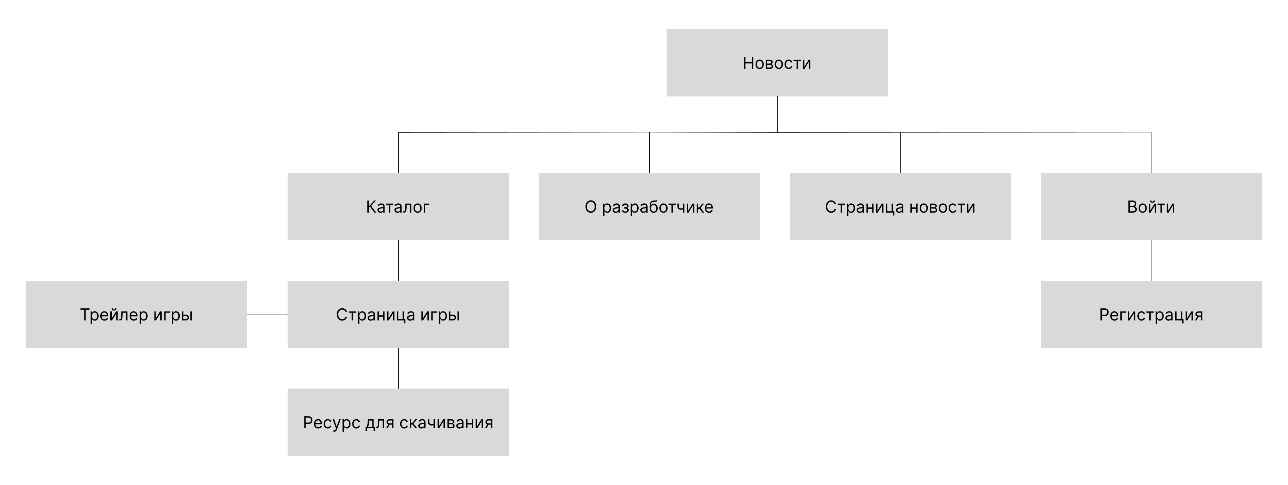 Новости
Каталог
О разработчике
Страница новости
Войти
Трейлер игры
Страница игры
Регистрация
Ресурс для скачивания